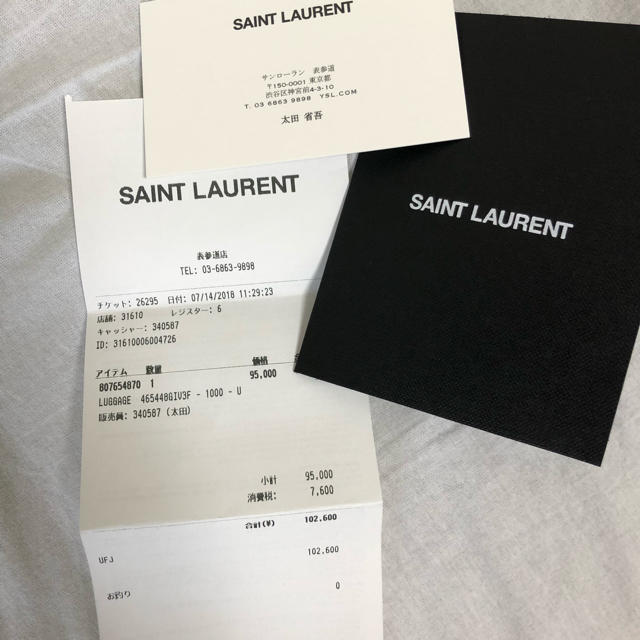 SAINT LAURENT
サンローラン 表参道
〒150-0001 東京都
渋谷区神宮前4-3-10
T. 03 6863 9898 YSL.COM
太田 省吾
SAINT LAURENT
表参道店
TEL: 03-6863-9898
チケット: 26295 日付: 07/14/2018 11:29:23
店舗: 31610 レジスター: 6
キャッシャー: 340587
ID: 31610006004726
アイテム 数量 価格
807654870 1 95,000
LUGGAGE 465448GIV3F - 1000 - U
販売員: 340587 (太田)
小計 95,000
消費税: 7,600
合計(¥) 102,600
UFJ 102,600
お釣り 0
SAINT LAURENT